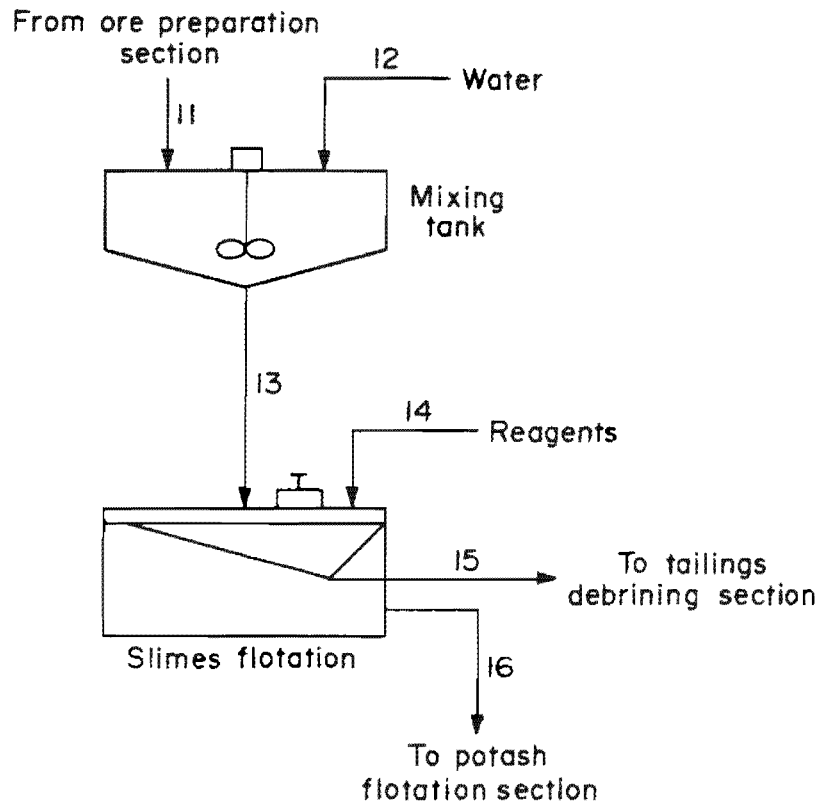 From ore preparation
section
11
12
Water
Mixing
tank
13
14
Reagents
15
To tailings
debrining section
Slimes flotation
16
To potash
flotation section